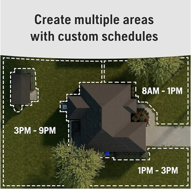 Create multiple areas
with custom schedules
8AM - 1PM
3PM - 9PM
1PM - 3PM